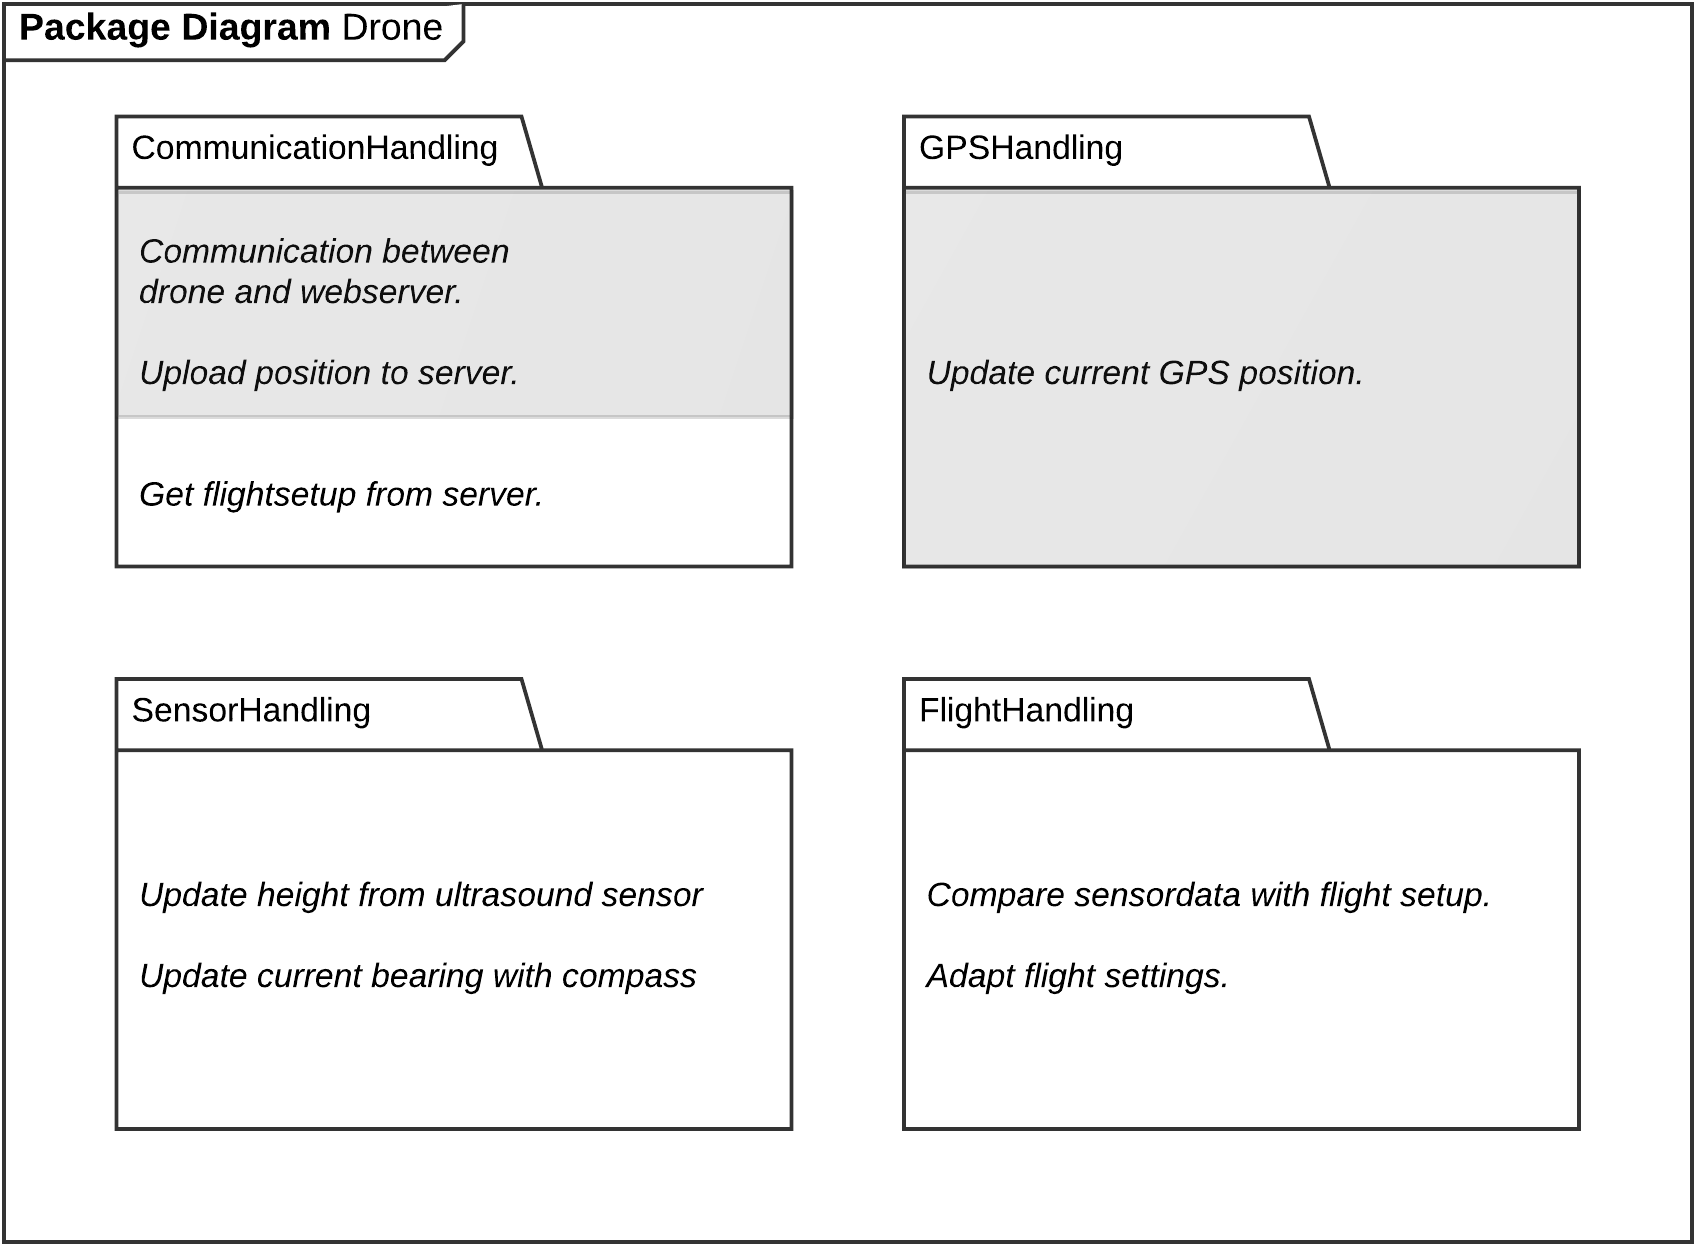 Package Diagram Drone
CommunicationHandling
Communication between
drone and webserver.
Upload position to server.
Get flightsetup from server.
GPSHandling
Update current GPS position.
SensorHandling
Update height from ultrasound sensor
Update current bearing with compass
FlightHandling
Compare sensordata with flight setup.
Adapt flight settings.